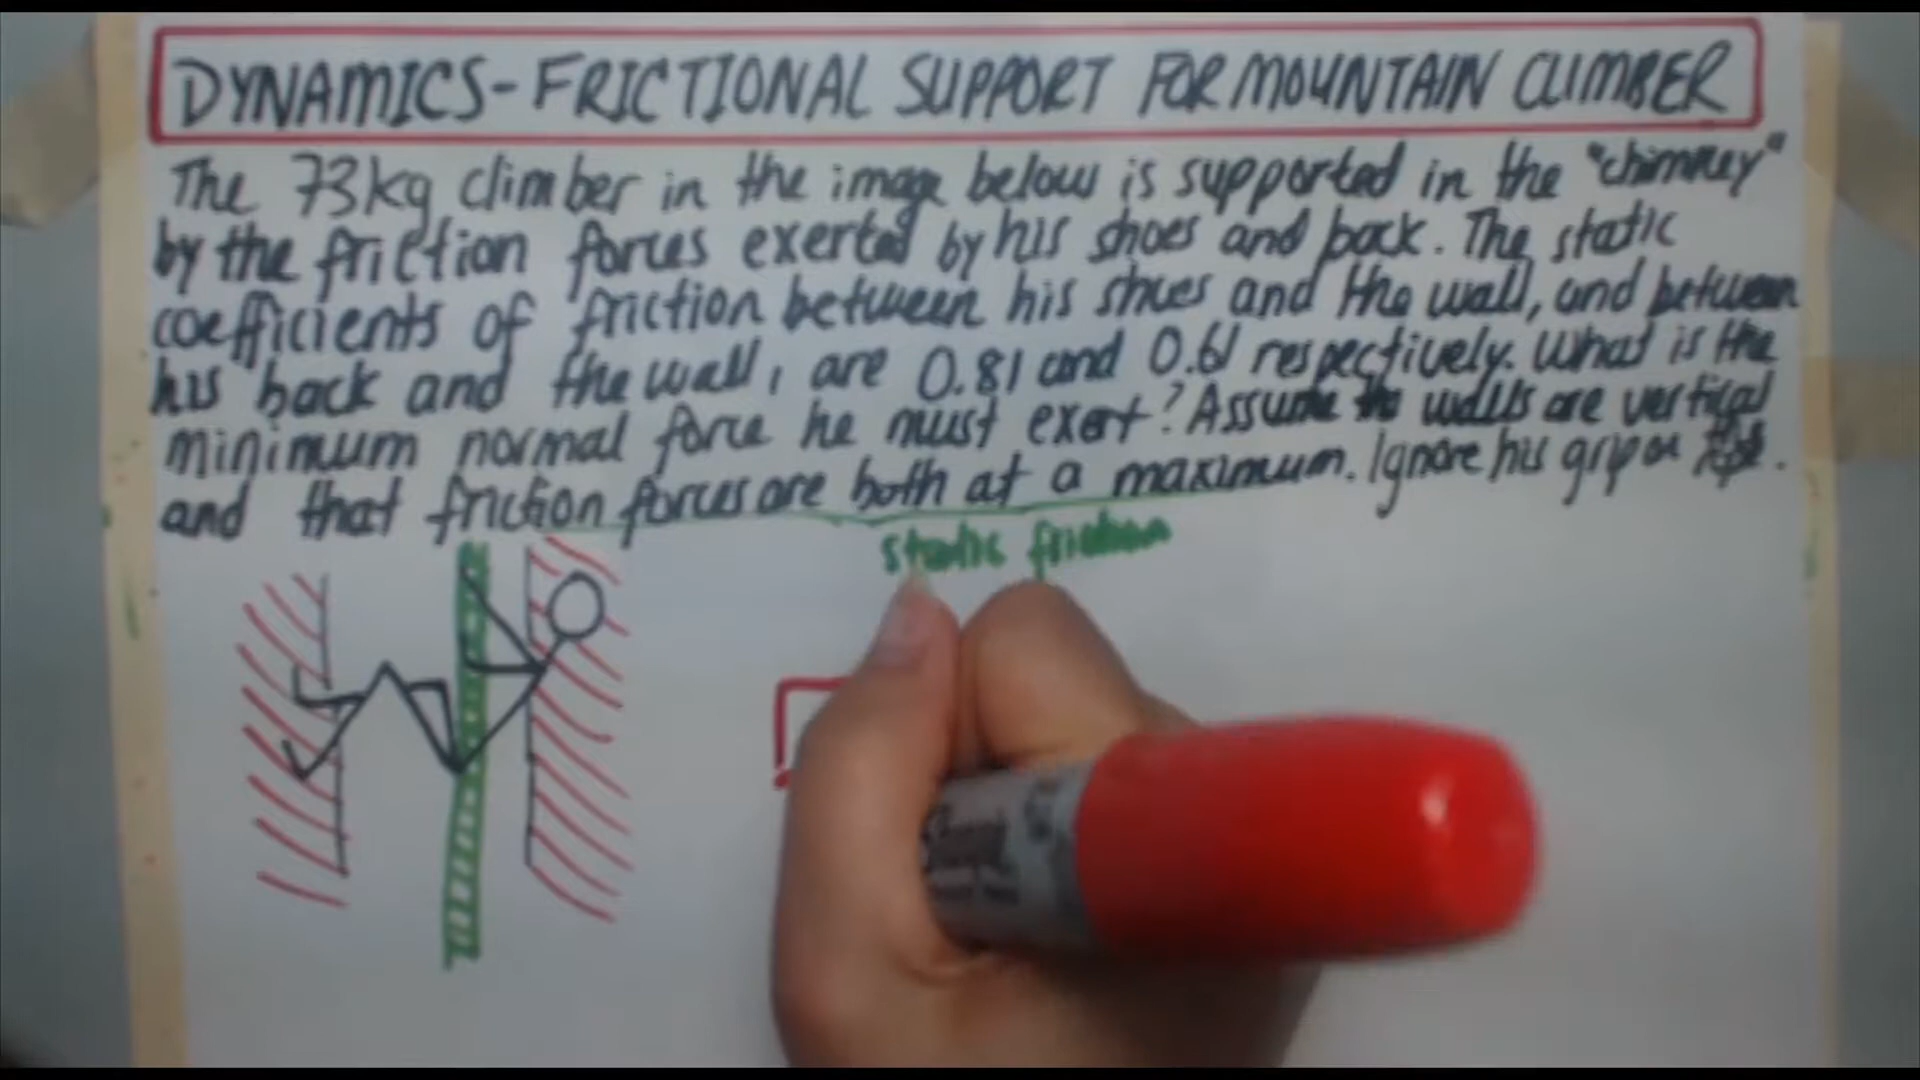 DYNAMICS-FRICTIONAL SUPPORT FOR MOUNTAIN CLIMBER
The 73kg climber in the image below is supported in the "chimney"
by the friction forces exerted by his shoes and back. The static
coefficients of friction between his shoes and the wall, and between
his back and the wall, are 0.81 and 0.61 respectively. What is the
minimum normal force he must exert? Assume the walls are vertical
and that friction forces are both at a maximum. Ignore his grip on
static friction